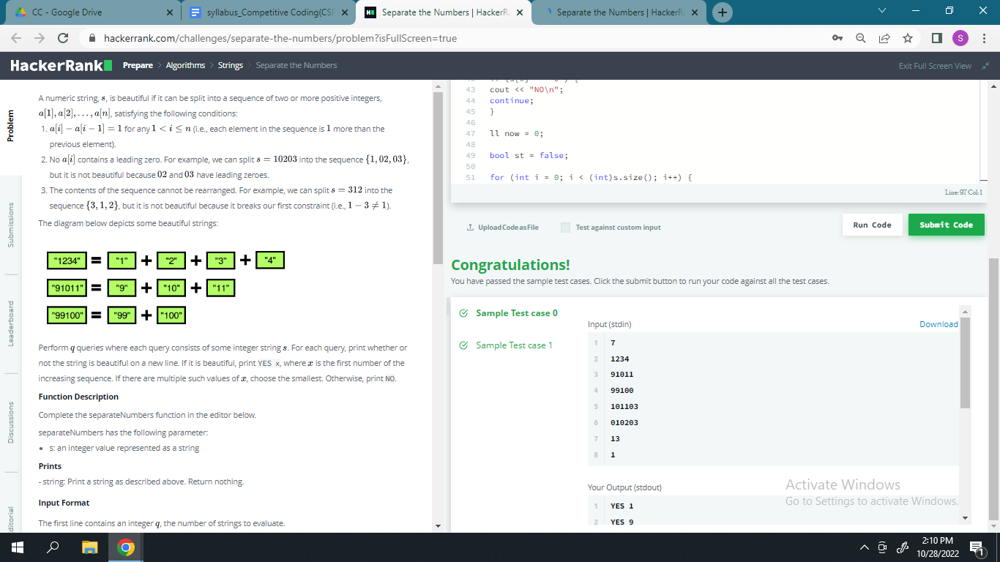 CC - Google Drive
syllabus_Competitive Coding(CSE
Separate the Numbers | HackerR
Separate the Numbers | HackerR
hackerrank.com/challenges/separate-the-numbers/problem?isFullScreen=true
S
HackerRank
Prepare > Algorithms > Strings > Separate the Numbers
Exit Full Screen View
Problem
Submissions
Leaderboard
Discussions
A numeric string, s, is beautiful if it can be split into a sequence of two or more positive integers,
a[1], a[2], . . . , a[n], satisfying the following conditions:
1. a[i] − a[i − 1] = 1 for any 1 < i ≤ n (i.e., each element in the sequence is 1 more than the
previous element).
2. No a[i] contains a leading zero. For example, we can split s = 10203 into the sequence {1, 02, 03},
but it is not beautiful because 02 and 03 have leading zeroes.
3. The contents of the sequence cannot be rearranged. For example, we can split s = 312 into the
sequence {3, 1, 2}, but it is not beautiful because it breaks our first constraint (i.e., 1 − 3 ≠ 1).
The diagram below depicts some beautiful strings:
"1234" = "1" + "2" + "3" + "4"
"91011" = "9" + "10" + "11"
"99100" = "99" + "100"
Perform q queries where each query consists of some integer string s. For each query, print whether or
not the string is beautiful on a new line. If it is beautiful, print YES x, where x is the first number of the
increasing sequence. If there are multiple such values of x, choose the smallest. Otherwise, print NO.
Function Description
Complete the separateNumbers function in the editor below.
separateNumbers has the following parameter:
• s: an integer value represented as a string
Prints
- string: Print a string as described above. Return nothing.
Input Format
The first line contains an integer q, the number of strings to evaluate.
43 cout << "NO\n";
44 continue;
45 }
46
47 ll now = 0;
48
49 bool st = false;
50
51 for (int i = 0; i < (int)s.size(); i++) {
Line: 97 Col: 1
Upload Code as File
Test against custom input
Run Code
Submit Code
Congratulations!
You have passed the sample test cases. Click the submit button to run your code against all the test cases.
Sample Test case 0
Sample Test case 1
Input (stdin)
Download
1 7
2 1234
3 91011
4 99100
5 101103
6 010203
7 13
8 1
Your Output (stdout)
1 YES 1
2 YES 9
Activate Windows
Go to Settings to activate Windows.
2:10 PM
10/28/2022
1